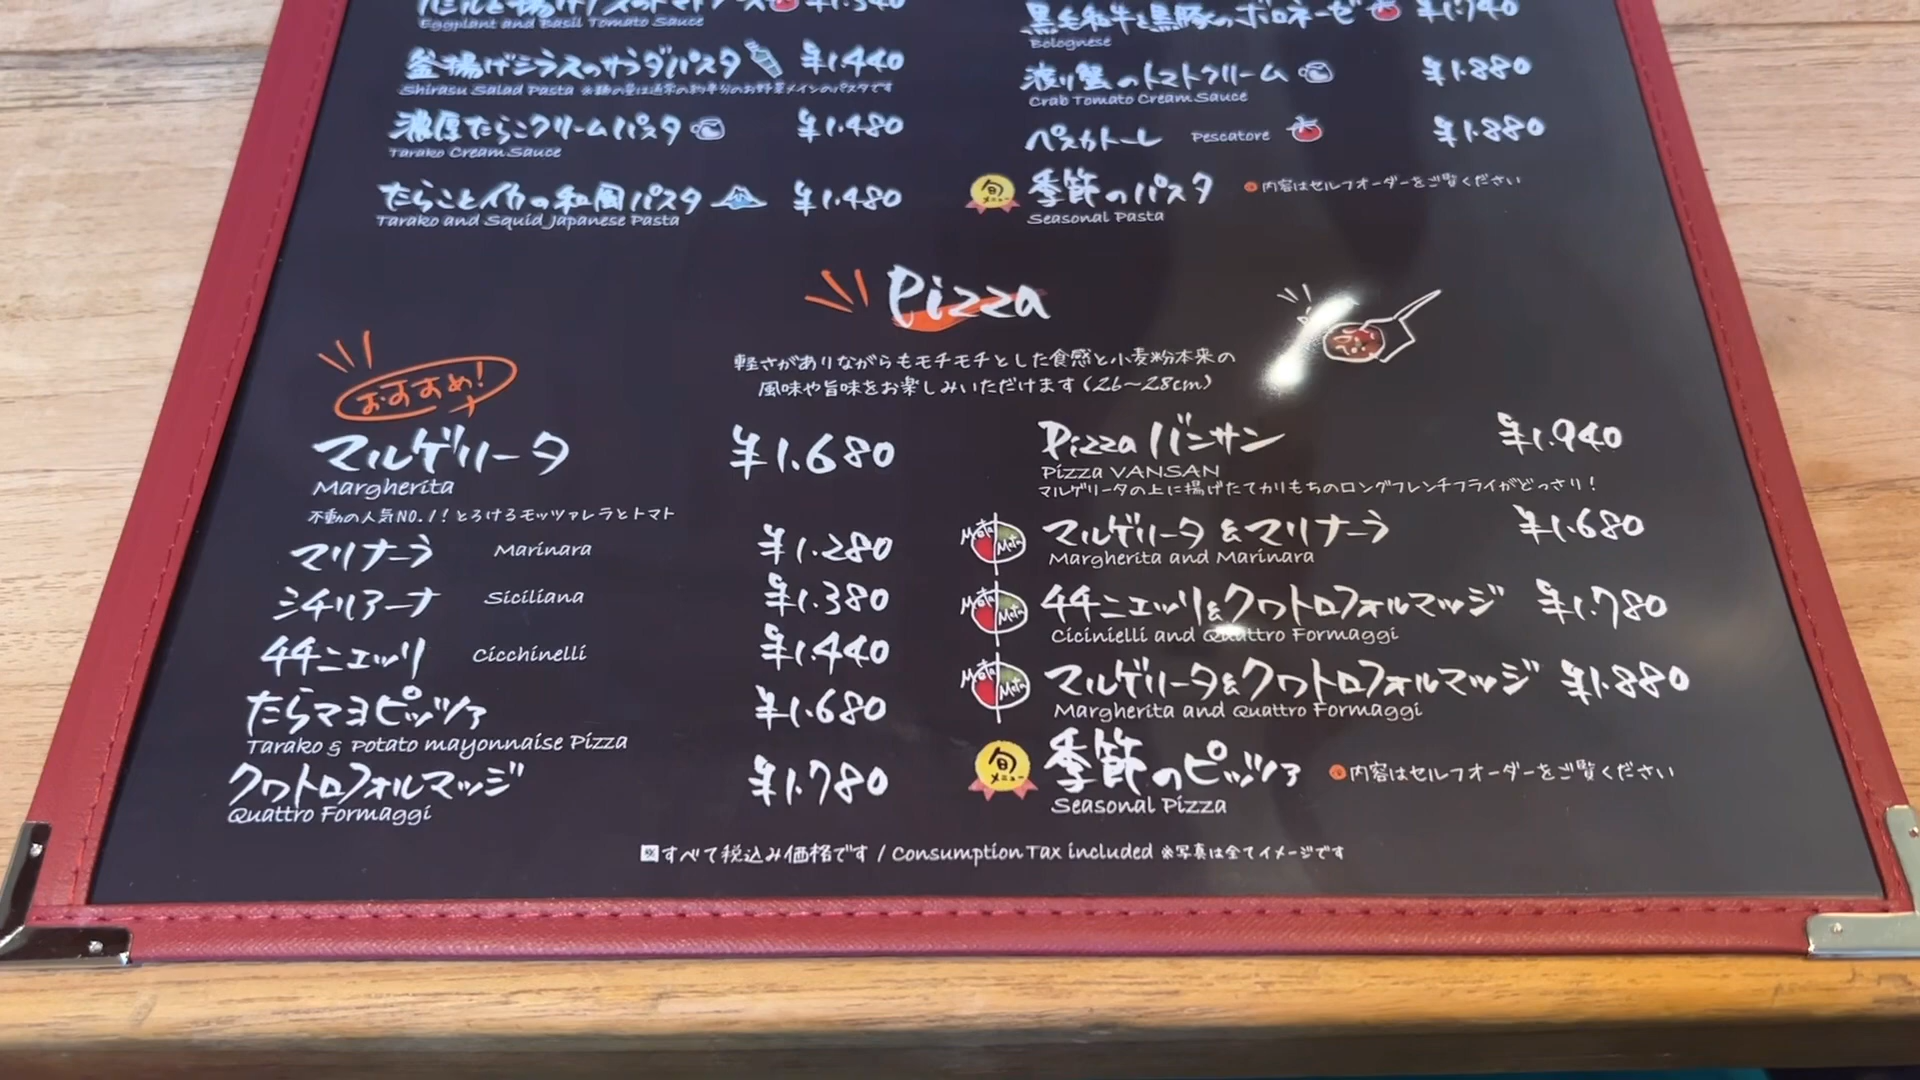 Eggplant and Basil Tomato Sauce
釜揚げシラスのサラダパスタ ¥1.440
Shirasu Salad Pasta ※麺の量は通常の約半分のお野菜メインのパスタです
濃厚たらこクリームパスタ ¥1.480
Tarako Cream Sauce
たらことイカの和風パスタ ¥1.480
Tarako and Squid Japanese Pasta
黒毛和牛と黒豚のボロネーゼ ¥1.740
Bolognese
渡り蟹のトマトクリーム ¥1.880
Crab Tomato Cream Sauce
ペスカトーレ Pescatore ¥1.880
旬メニュー
季節のパスタ 内容はセルフオーダーをご覧ください
Seasonal Pasta
Pizza
軽さがありながらもモチモチとした食感と小麦粉本来の
風味や旨味をお楽しみいただけます(26~28cm)
おすすめ!
マルゲリータ ¥1.680
Margherita
不動の人気NO.1!とろけるモッツァレラとトマト
マリナーラ Marinara ¥1.280
シチリアーナ Siciliana ¥1.380
チチニエッリ Cicchinelli ¥1.440
たらマヨピッツァ ¥1.680
Tarako & Potato mayonnaise Pizza
クワトロフォルマッジ ¥1.780
Quattro Formaggi
Pizza バンサン ¥1.940
Pizza VANSAN
マルゲリータの上に揚げたてカリもちのロングフレンチフライがどっさり!
Meta Meta マルゲリータ&マリナーラ ¥1.680
Margherita and Marinara
Meta Meta チチニエッリ&クワトロフォルマッジ ¥1.780
Cicinielli and Quattro Formaggi
Meta Meta マルゲリータ&クワトロフォルマッジ ¥1.880
Margherita and Quattro Formaggi
旬メニュー
季節のピッツァ 内容はセルフオーダーをご覧ください
Seasonal Pizza
すべて税込み価格です / Consumption Tax included ※写真は全てイメージです